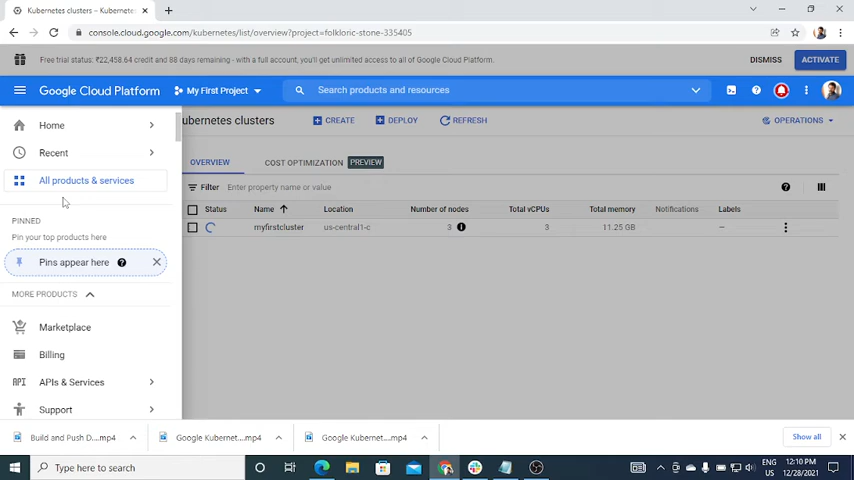 Kubernetes clusters - Kubernet
console.cloud.google.com/kubernetes/list/overview?project=folkloric-stone-335405
Free trial status: ₹22,458.64 credit and 88 days remaining - with a full account, you'll get unlimited access to all of Google Cloud Platform.
DISMISS
ACTIVATE
Google Cloud Platform
My First Project
Search products and resources
Home
Recent
All products & services
PINNED
Pin your top products here
Pins appear here
MORE PRODUCTS
Marketplace
Billing
APIs & Services
Support
ubernetes clusters
CREATE
DEPLOY
REFRESH
OPERATIONS
OVERVIEW
COST OPTIMIZATION PREVIEW
Filter Enter property name or value
Status Name Location Number of nodes Total vCPUs Total memory Notifications Labels
myfirstcluster us-central1-c 3 3 11.25 GB —
Build and Push D....mp4
Google Kubernet....mp4
Google Kubernet....mp4
Show all
Type here to search
ENG
US
12:10 PM
12/28/2021